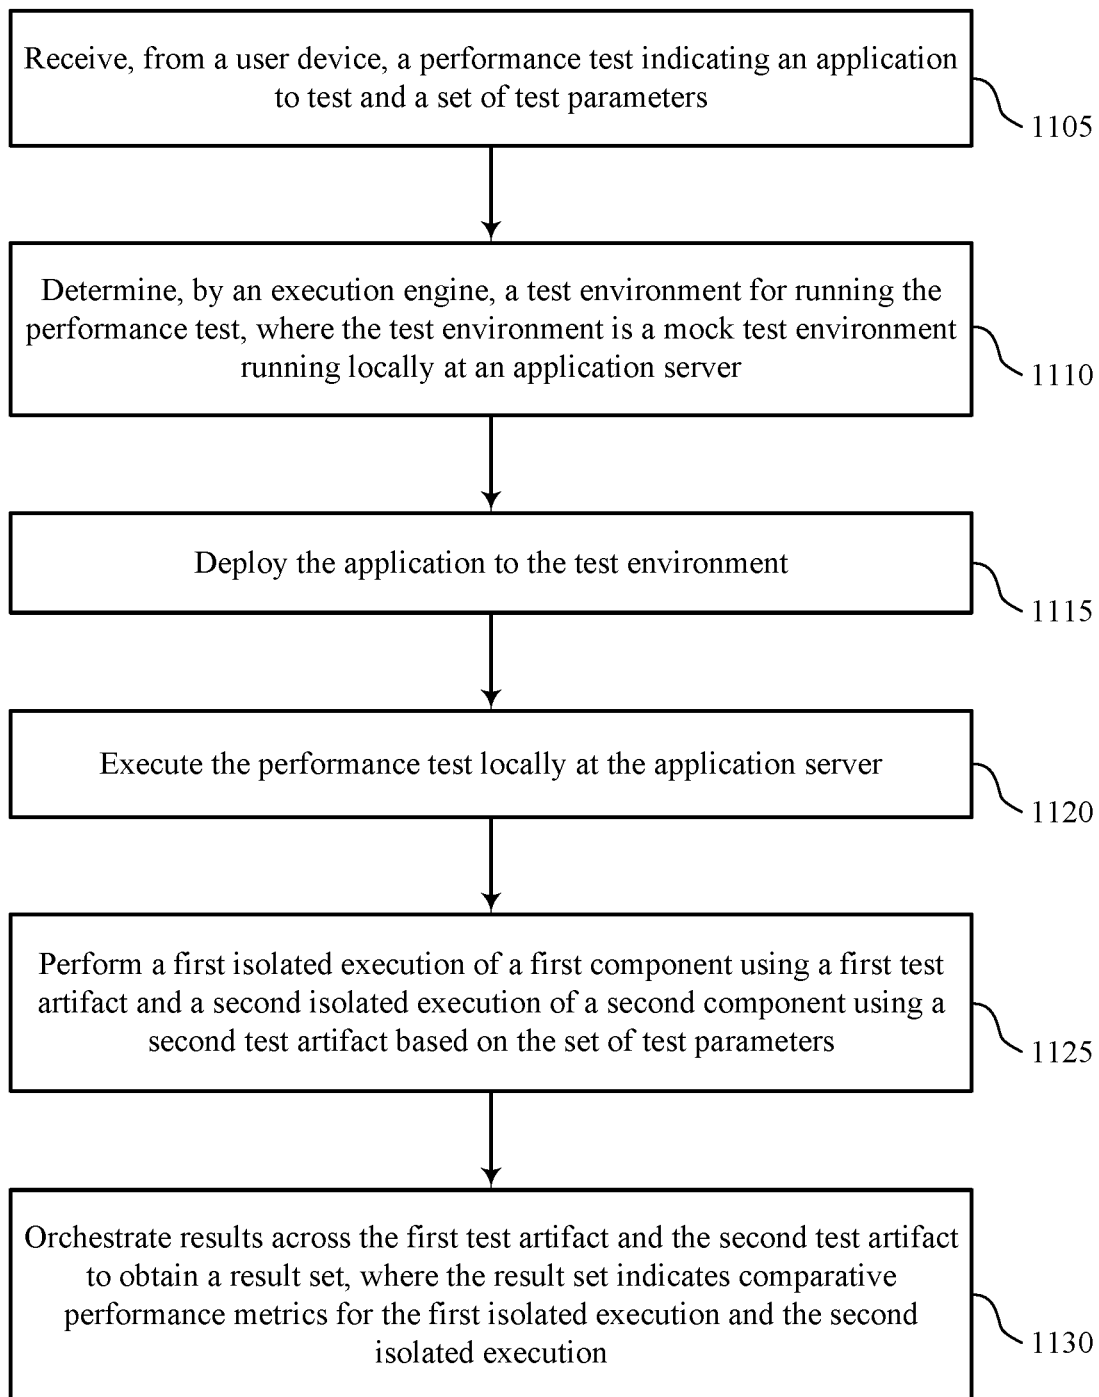 Receive, from a user device, a performance test indicating an application
to test and a set of test parameters
1105
Determine, by an execution engine, a test environment for running the
performance test, where the test environment is a mock test environment
running locally at an application server
1110
Deploy the application to the test environment
1115
Execute the performance test locally at the application server
1120
Perform a first isolated execution of a first component using a first test
artifact and a second isolated execution of a second component using a
second test artifact based on the set of test parameters
1125
Orchestrate results across the first test artifact and the second test artifact
to obtain a result set, where the result set indicates comparative
performance metrics for the first isolated execution and the second
isolated execution
1130